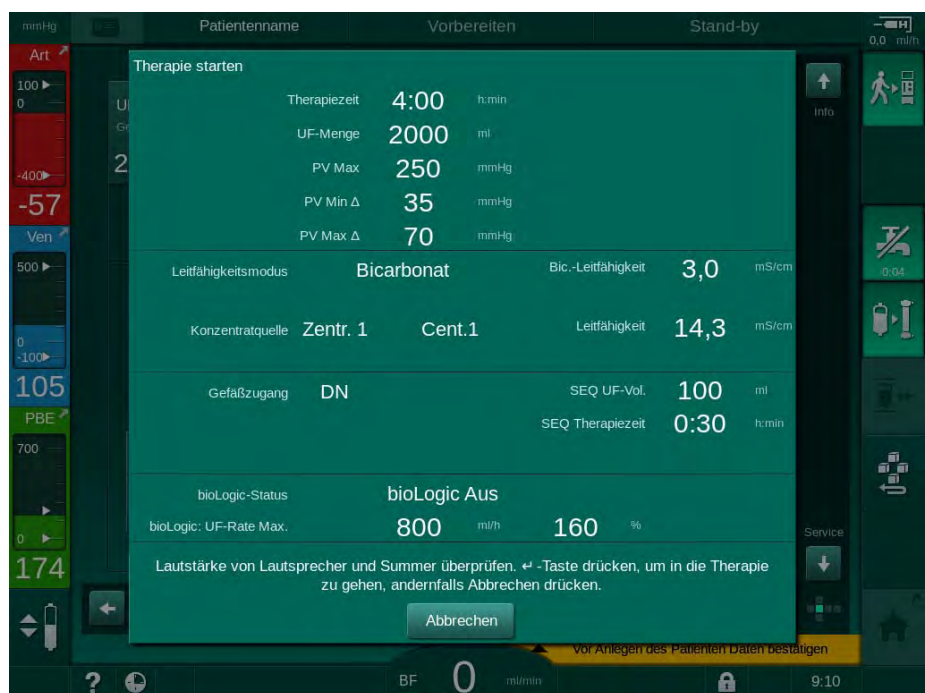 mmHg
Patientenname
Vorbereiten
Stand-by
0,0 ml/h
Art
100
0
-400
-57
Ven
500
0
-100
105
PBE
700
0
174
Therapie starten
Therapiezeit 4:00 h:min
UF-Menge 2000 ml
PV Max 250 mmHg
PV Min Δ 35 mmHg
PV Max Δ 70 mmHg
Leitfähigkeitsmodus Bicarbonat Bic.-Leitfähigkeit 3,0 mS/cm
Konzentratquelle Zentr. 1 Cent.1 Leitfähigkeit 14,3 mS/cm
Gefäßzugang DN SEQ UF-Vol. 100 ml
SEQ Therapiezeit 0:30 h:min
bioLogic-Status bioLogic Aus
bioLogic: UF-Rate Max. 800 ml/h 160 %
Lautstärke von Lautsprecher und Summer überprüfen. ↵ -Taste drücken, um in die Therapie
zu gehen, andernfalls Abbrechen drücken.
Abbrechen
Info
Service
0:04
Vor Anlegen des Patienten Daten bestätigen
? BF 0 ml/min 9:10